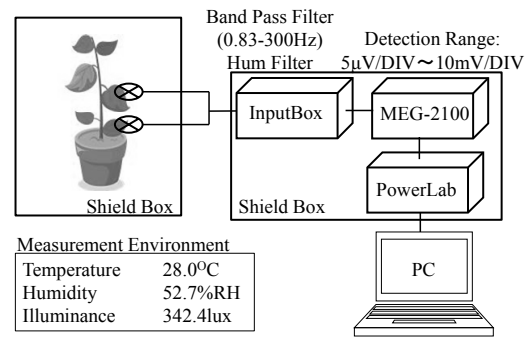 Band Pass Filter
(0.83-300Hz)
Hum Filter
Detection Range:
5μV/DIV～10mV/DIV
InputBox
MEG-2100
PowerLab
Shield Box
Shield Box
PC
Measurement Environment
Temperature 28.0°C
Humidity 52.7%RH
Illuminance 342.4lux